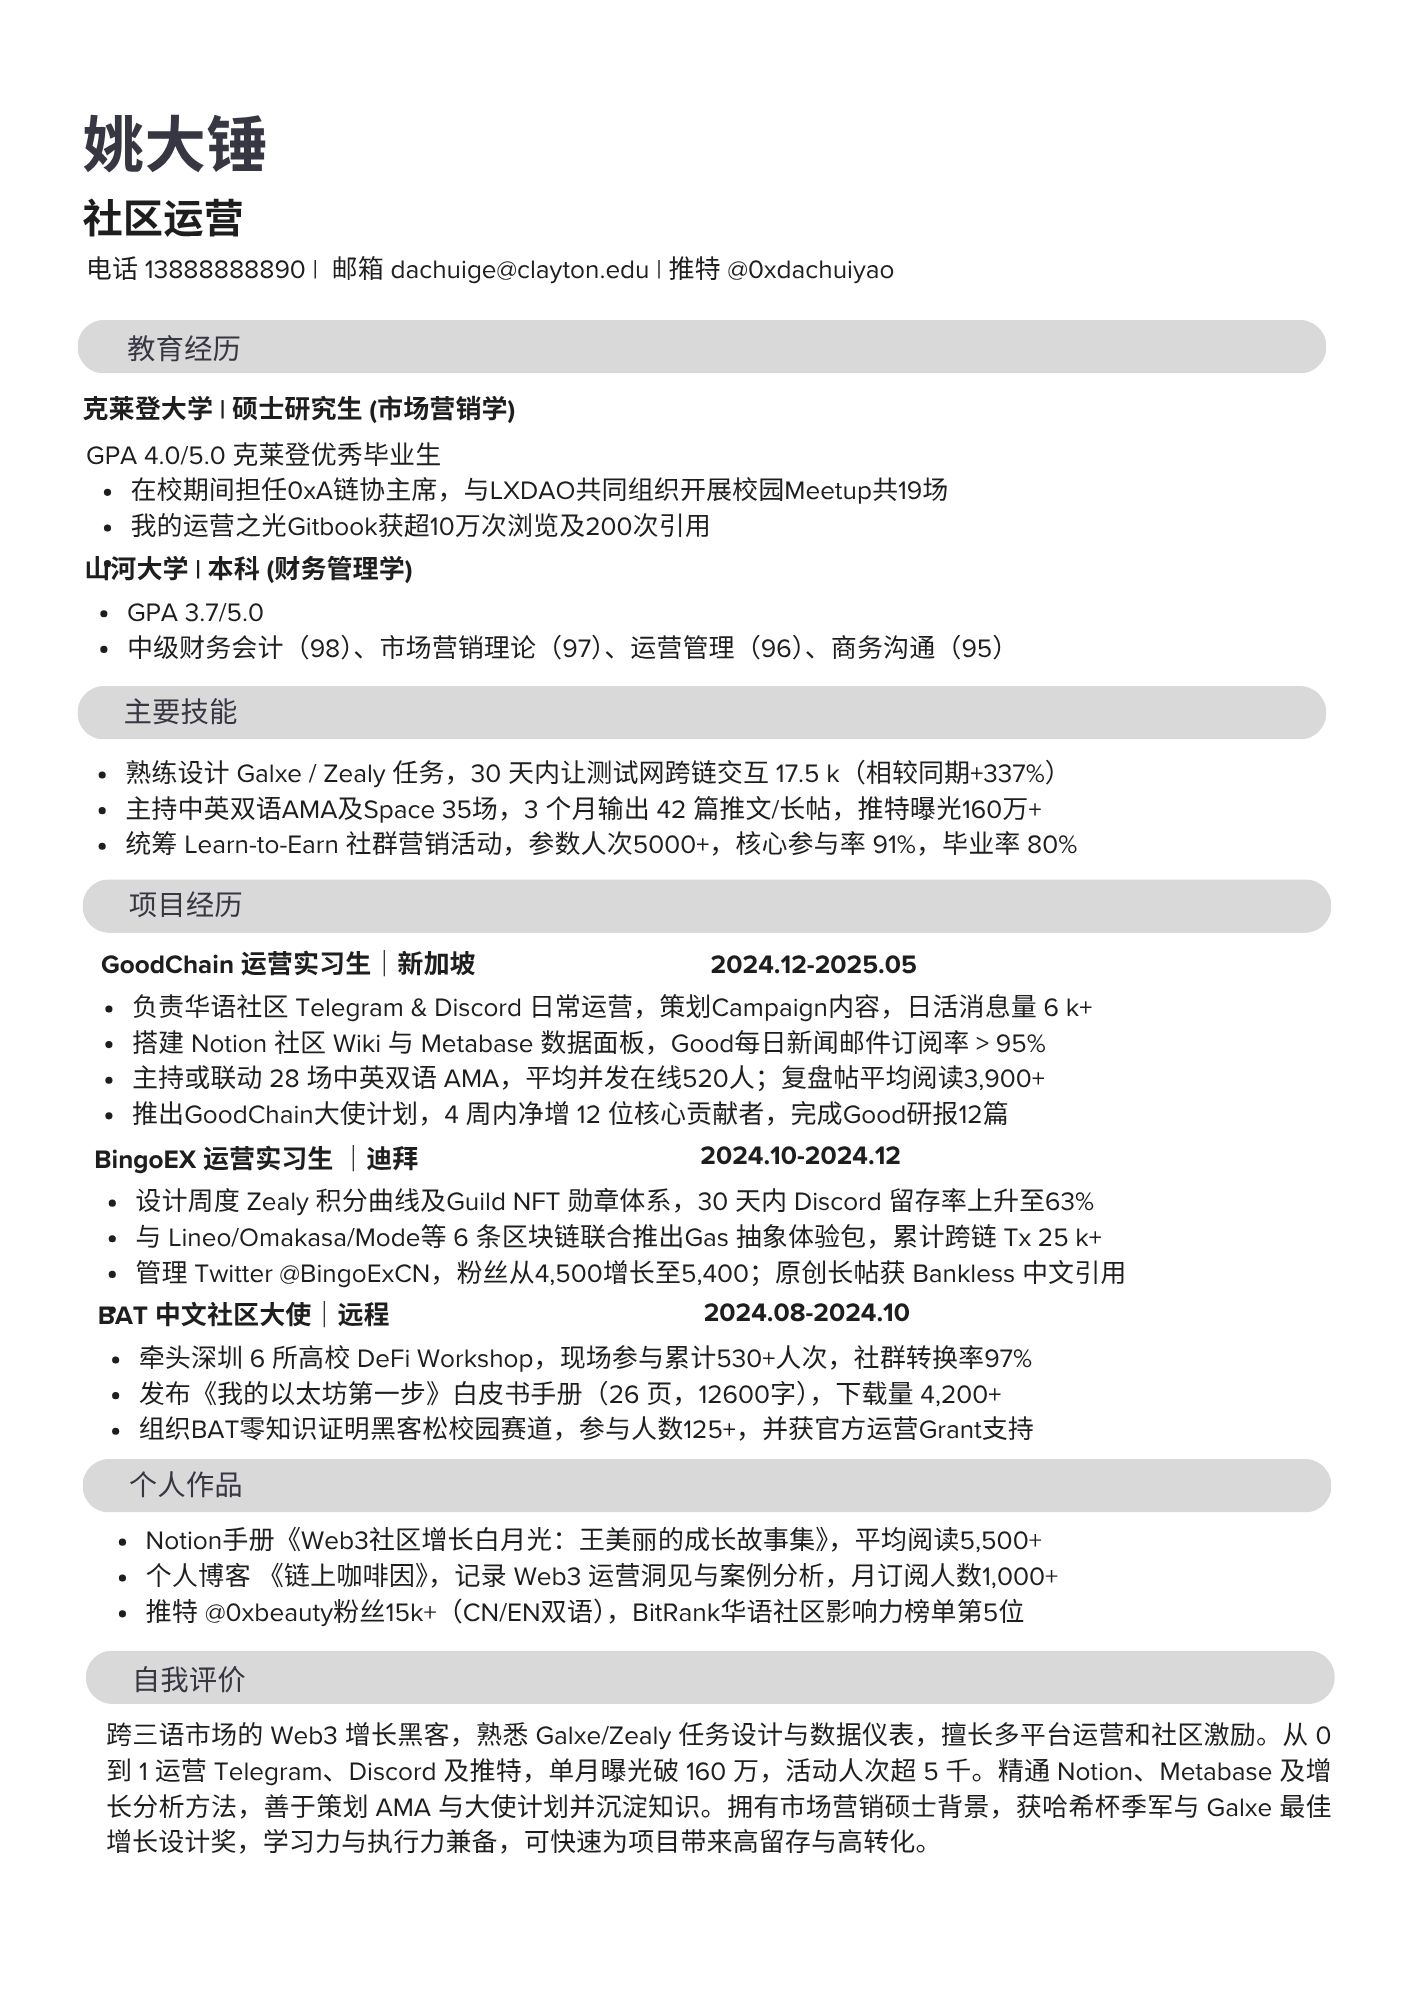 姚大锤
社区运营
电话 13888888890 | 邮箱 dachuige@clayton.edu | 推特 @0xdachuiyao
教育经历
克莱登大学 | 硕士研究生 (市场营销学)
GPA 4.0/5.0 克莱登优秀毕业生
• 在校期间担任0xA链协主席，与LXDAO共同组织开展校园Meetup共19场
• 我的运营之光Gitbook获超10万次浏览及200次引用
山河大学 | 本科 (财务管理学)
• GPA 3.7/5.0
• 中级财务会计（98）、市场营销理论（97）、运营管理（96）、商务沟通（95）
主要技能
• 熟练设计 Galxe / Zealy 任务，30 天内让测试网跨链交互 17.5 k（相较同期+337%）
• 主持中英双语AMA及Space 35场，3 个月输出 42 篇推文/长帖，推特曝光160万+
• 统筹 Learn-to-Earn 社群营销活动，参数人次5000+，核心参与率 91%，毕业率 80%
项目经历
GoodChain 运营实习生｜新加坡 2024.12-2025.05
• 负责华语社区 Telegram & Discord 日常运营，策划Campaign内容，日活消息量 6 k+
• 搭建 Notion 社区 Wiki 与 Metabase 数据面板，Good每日新闻邮件订阅率 > 95%
• 主持或联动 28 场中英双语 AMA，平均并发在线520人；复盘帖平均阅读3,900+
• 推出GoodChain大使计划，4 周内净增 12 位核心贡献者，完成Good研报12篇
BingoEX 运营实习生 ｜迪拜 2024.10-2024.12
• 设计周度 Zealy 积分曲线及Guild NFT 勋章体系，30 天内 Discord 留存率上升至63%
• 与 Lineo/Omakasa/Mode等 6 条区块链联合推出Gas 抽象体验包，累计跨链 Tx 25 k+
• 管理 Twitter @BingoExCN，粉丝从4,500增长至5,400；原创长帖获 Bankless 中文引用
BAT 中文社区大使｜远程 2024.08-2024.10
• 牵头深圳 6 所高校 DeFi Workshop，现场参与累计530+人次，社群转换率97%
• 发布《我的以太坊第一步》白皮书手册（26 页，12600字），下载量 4,200+
• 组织BAT零知识证明黑客松校园赛道，参与人数125+，并获官方运营Grant支持
个人作品
• Notion手册《Web3社区增长白月光：王美丽的成长故事集》，平均阅读5,500+
• 个人博客 《链上咖啡因》，记录 Web3 运营洞见与案例分析，月订阅人数1,000+
• 推特 @0xbeauty粉丝15k+（CN/EN双语），BitRank华语社区影响力榜单第5位
自我评价
跨三语市场的 Web3 增长黑客，熟悉 Galxe/Zealy 任务设计与数据仪表，擅长多平台运营和社区激励。从 0
到 1 运营 Telegram、Discord 及推特，单月曝光破 160 万，活动人次超 5 千。精通 Notion、Metabase 及增
长分析方法，善于策划 AMA 与大使计划并沉淀知识。拥有市场营销硕士背景，获哈希杯季军与 Galxe 最佳
增长设计奖，学习力与执行力兼备，可快速为项目带来高留存与高转化。